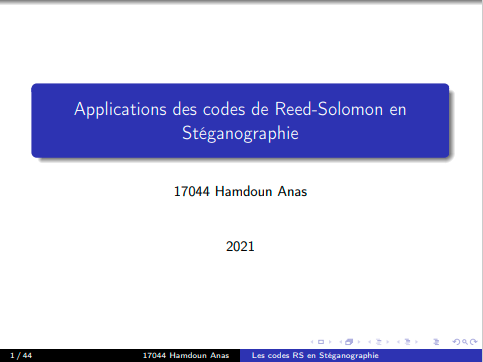 Applications des codes de Reed-Solomon en
Stéganographie
17044 Hamdoun Anas
2021
1 / 44
17044 Hamdoun Anas
Les codes RS en Stéganographie